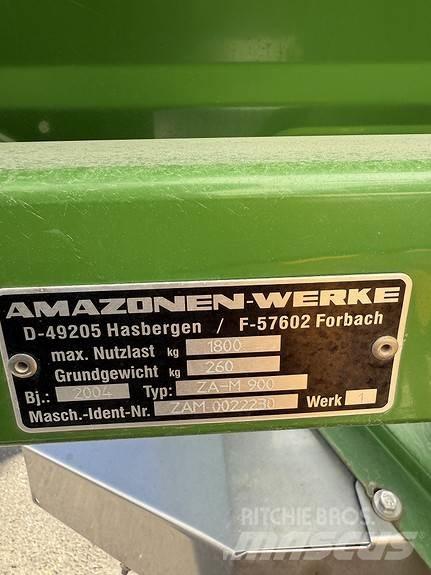 AMAZONEN-WERKE
D-49205 Hasbergen / F-57602 Forbach
max. Nutzlast kg 1800
Grundgewicht kg 260
Bj.: 2004 Typ: ZA-M 900
Masch.-Ident-Nr. ZAM 0022230 Werk 1
RITCHIE BROS.
mascus